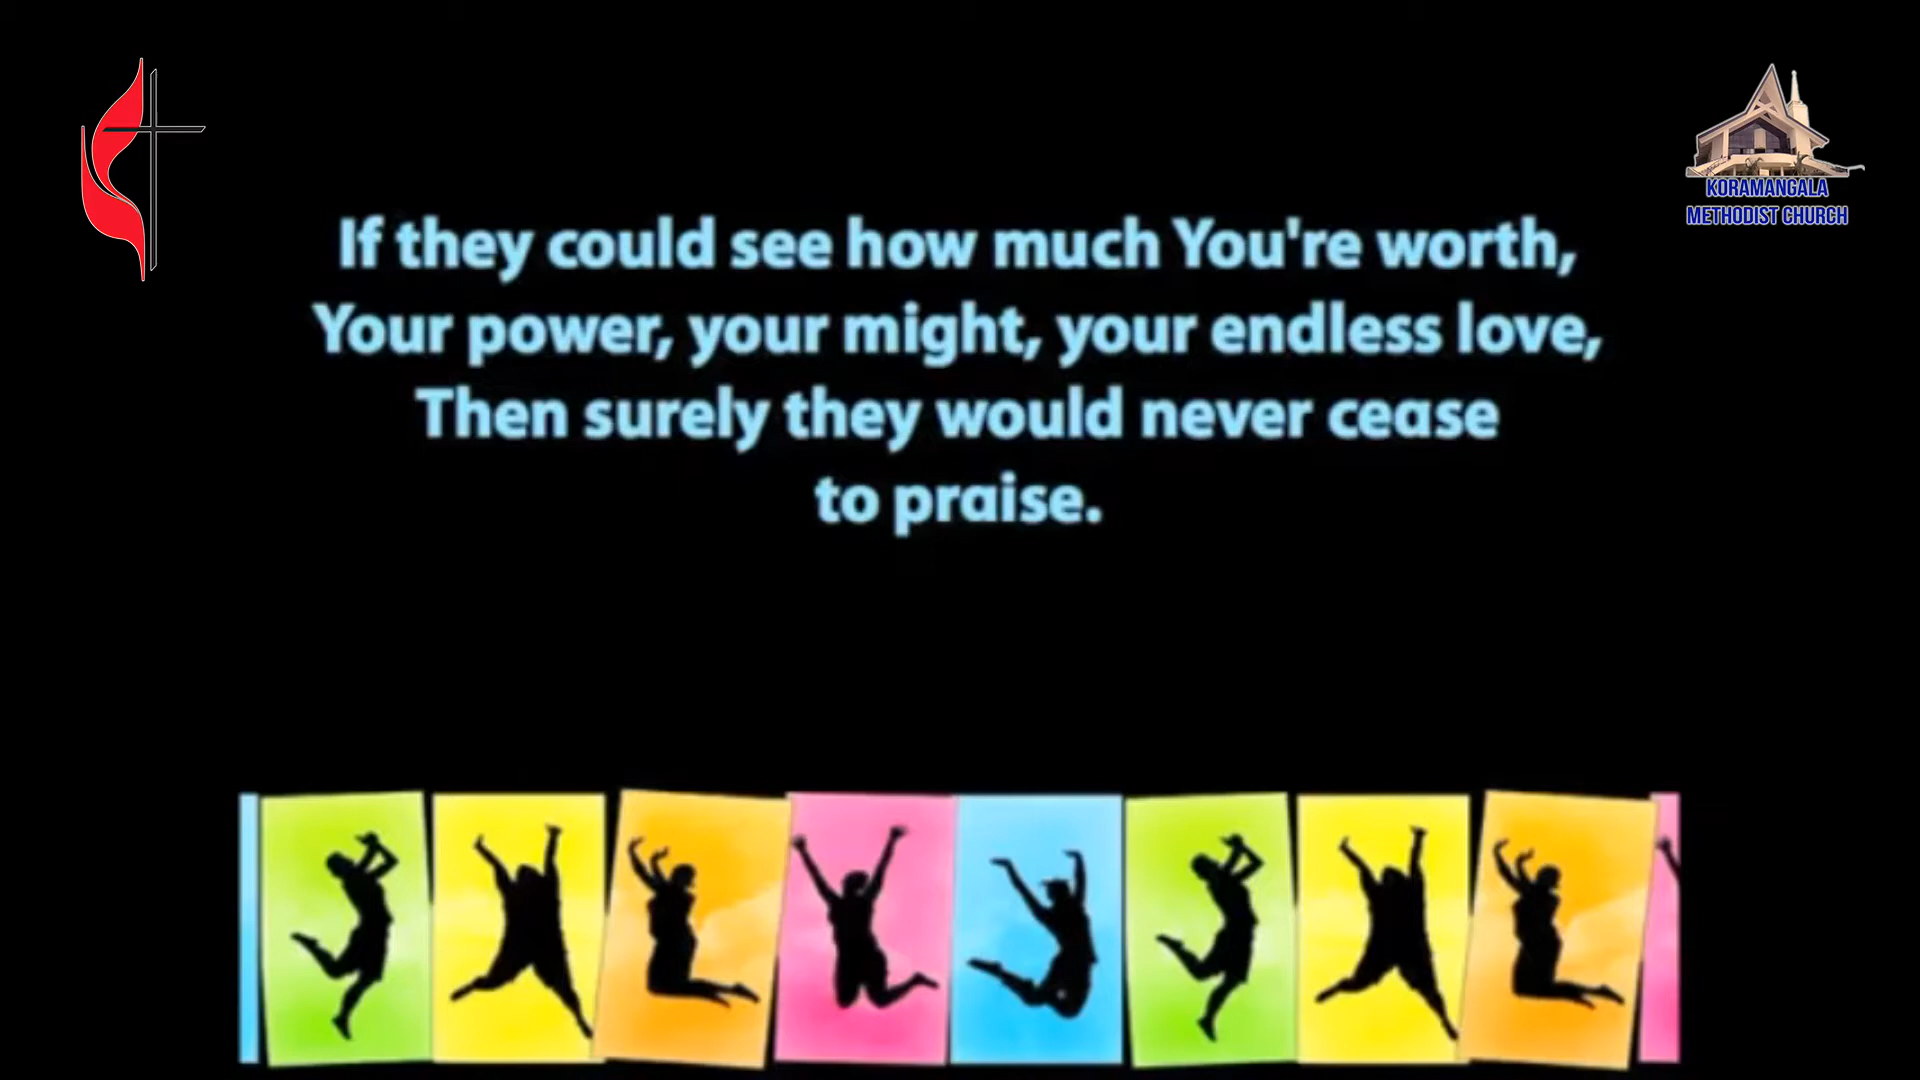 If they could see how much You're worth,
Your power, your might, your endless love,
Then surely they would never cease
to praise.
KORAMANGALA
METHODIST CHURCH